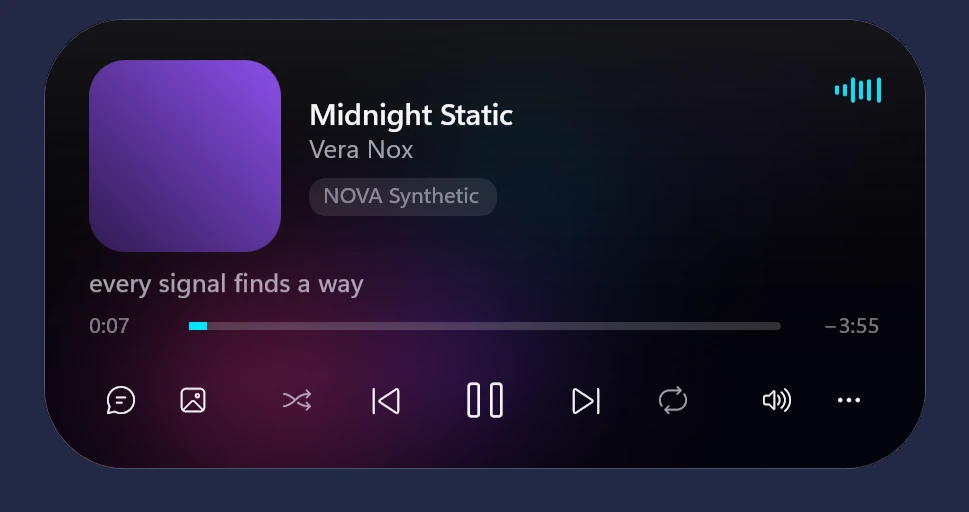 Midnight Static
Vera Nox
NOVA Synthetic
every signal finds a way
0:07
−3:55